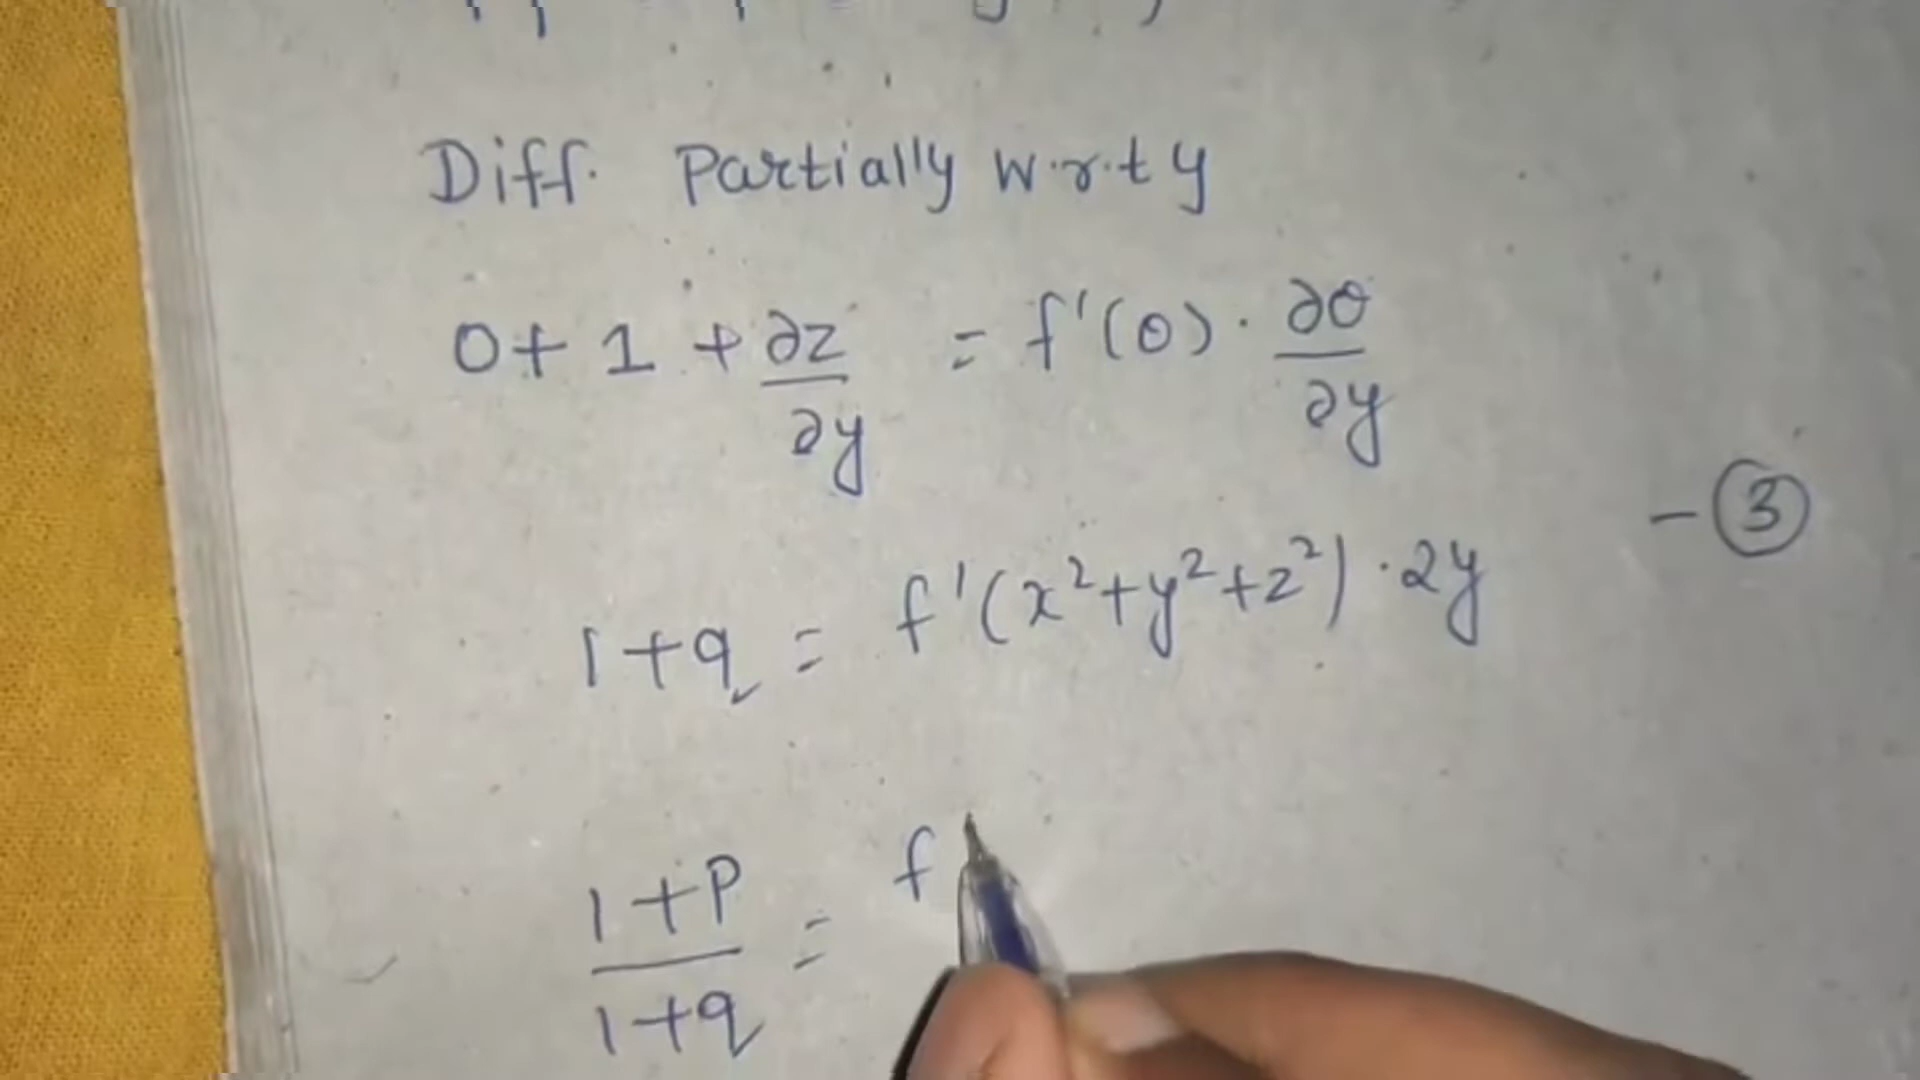 Diff. Partially w.r.t y
0 + 1 + ∂z/∂y = f'(θ) · ∂θ/∂y
1+q = f'(x²+y²+z²) · 2y - ③
1+P/1+q = f